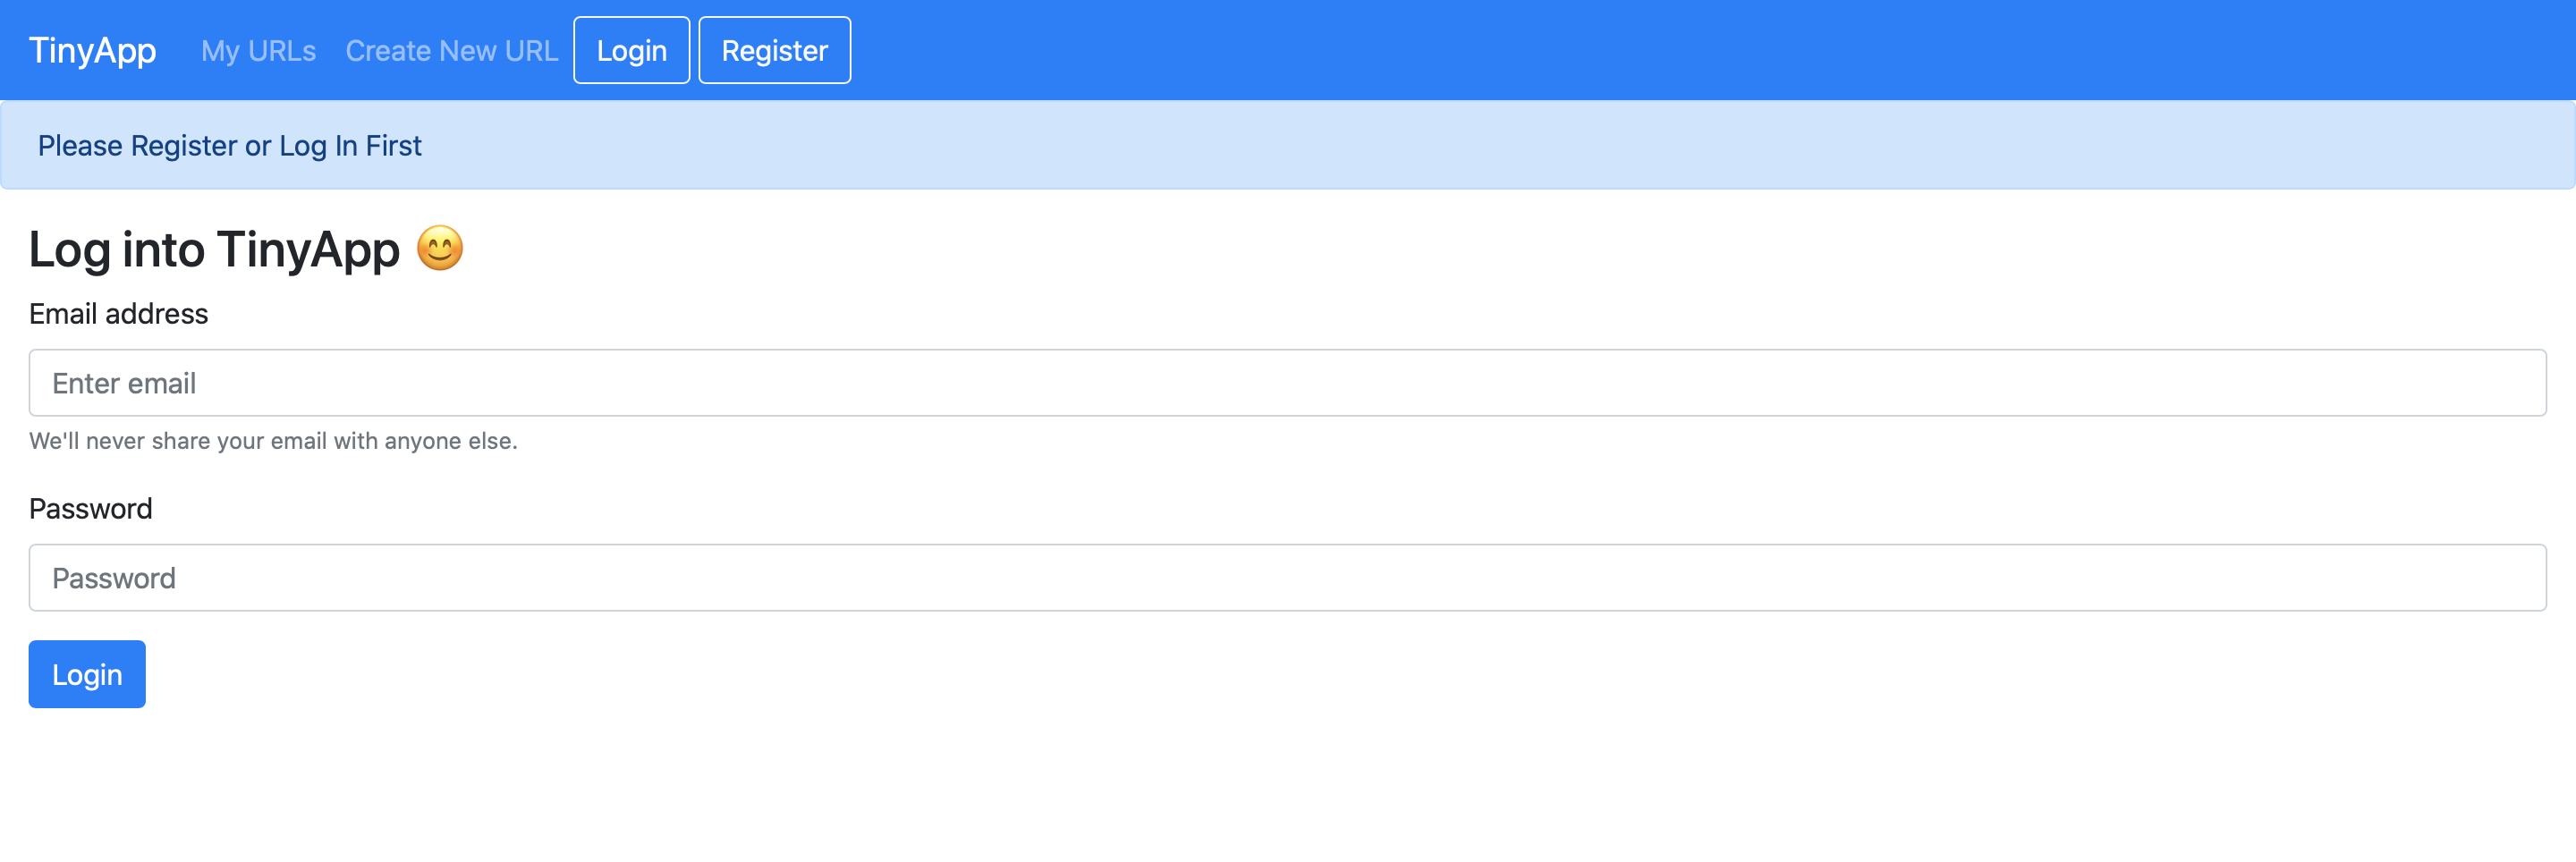 TinyApp My URLs Create New URL Login Register
Please Register or Log In First
Log into TinyApp 😊
Email address
Enter email
We'll never share your email with anyone else.
Password
Password
Login